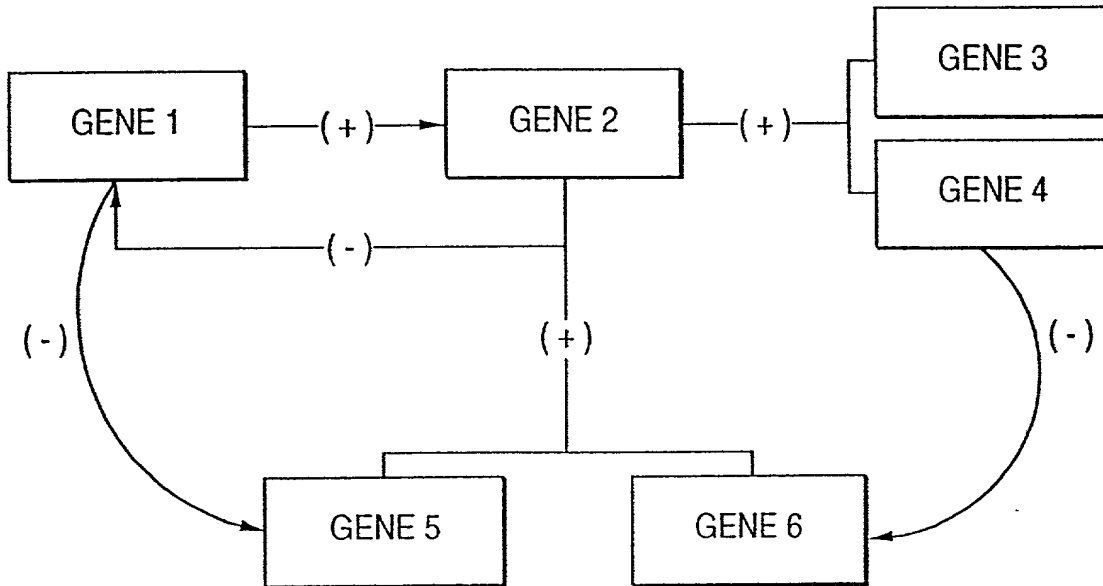 GENE 3
GENE 1
(+)
GENE 2
(+)
GENE 4
(-)
(-)
(+)
(-)
GENE 5
GENE 6